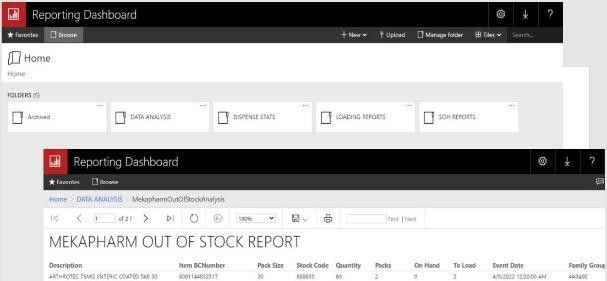 Reporting Dashboard
Favorites Browse New Upload Manage folder Tiles Search...
Home
Home
FOLDERS (5)
Archived DATA ANALYSIS DISPENSE STATS LOADING REPORTS SOH REPORTS
Reporting Dashboard
Favorites Browse
Home > DATA ANALYSIS > MekapharmOutOfStockAnalysis
1 of 2 ? 100% Find | Next
MEKAPHARM OUT OF STOCK REPORT
Description Item BCNumber Pack Size Stock Code Quantity Packs On Hand To Load Event Date Family Group
ARTHROTEC 75MG ENTERIC COATED TAB 30 6001144032517 30 60 2 0 2 4/9/2022 12:00:00 AM